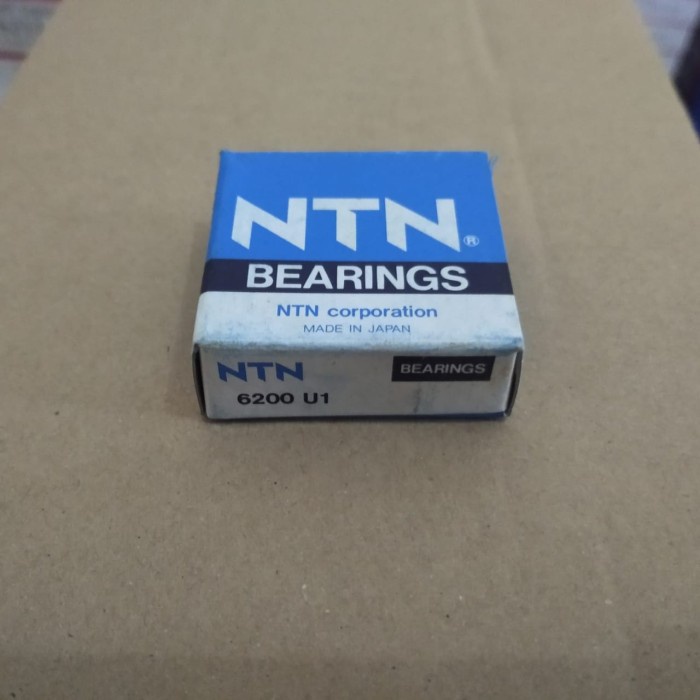 NTN®
BEARINGS
NTN corporation
MADE IN JAPAN
NTN BEARINGS
6200 U1